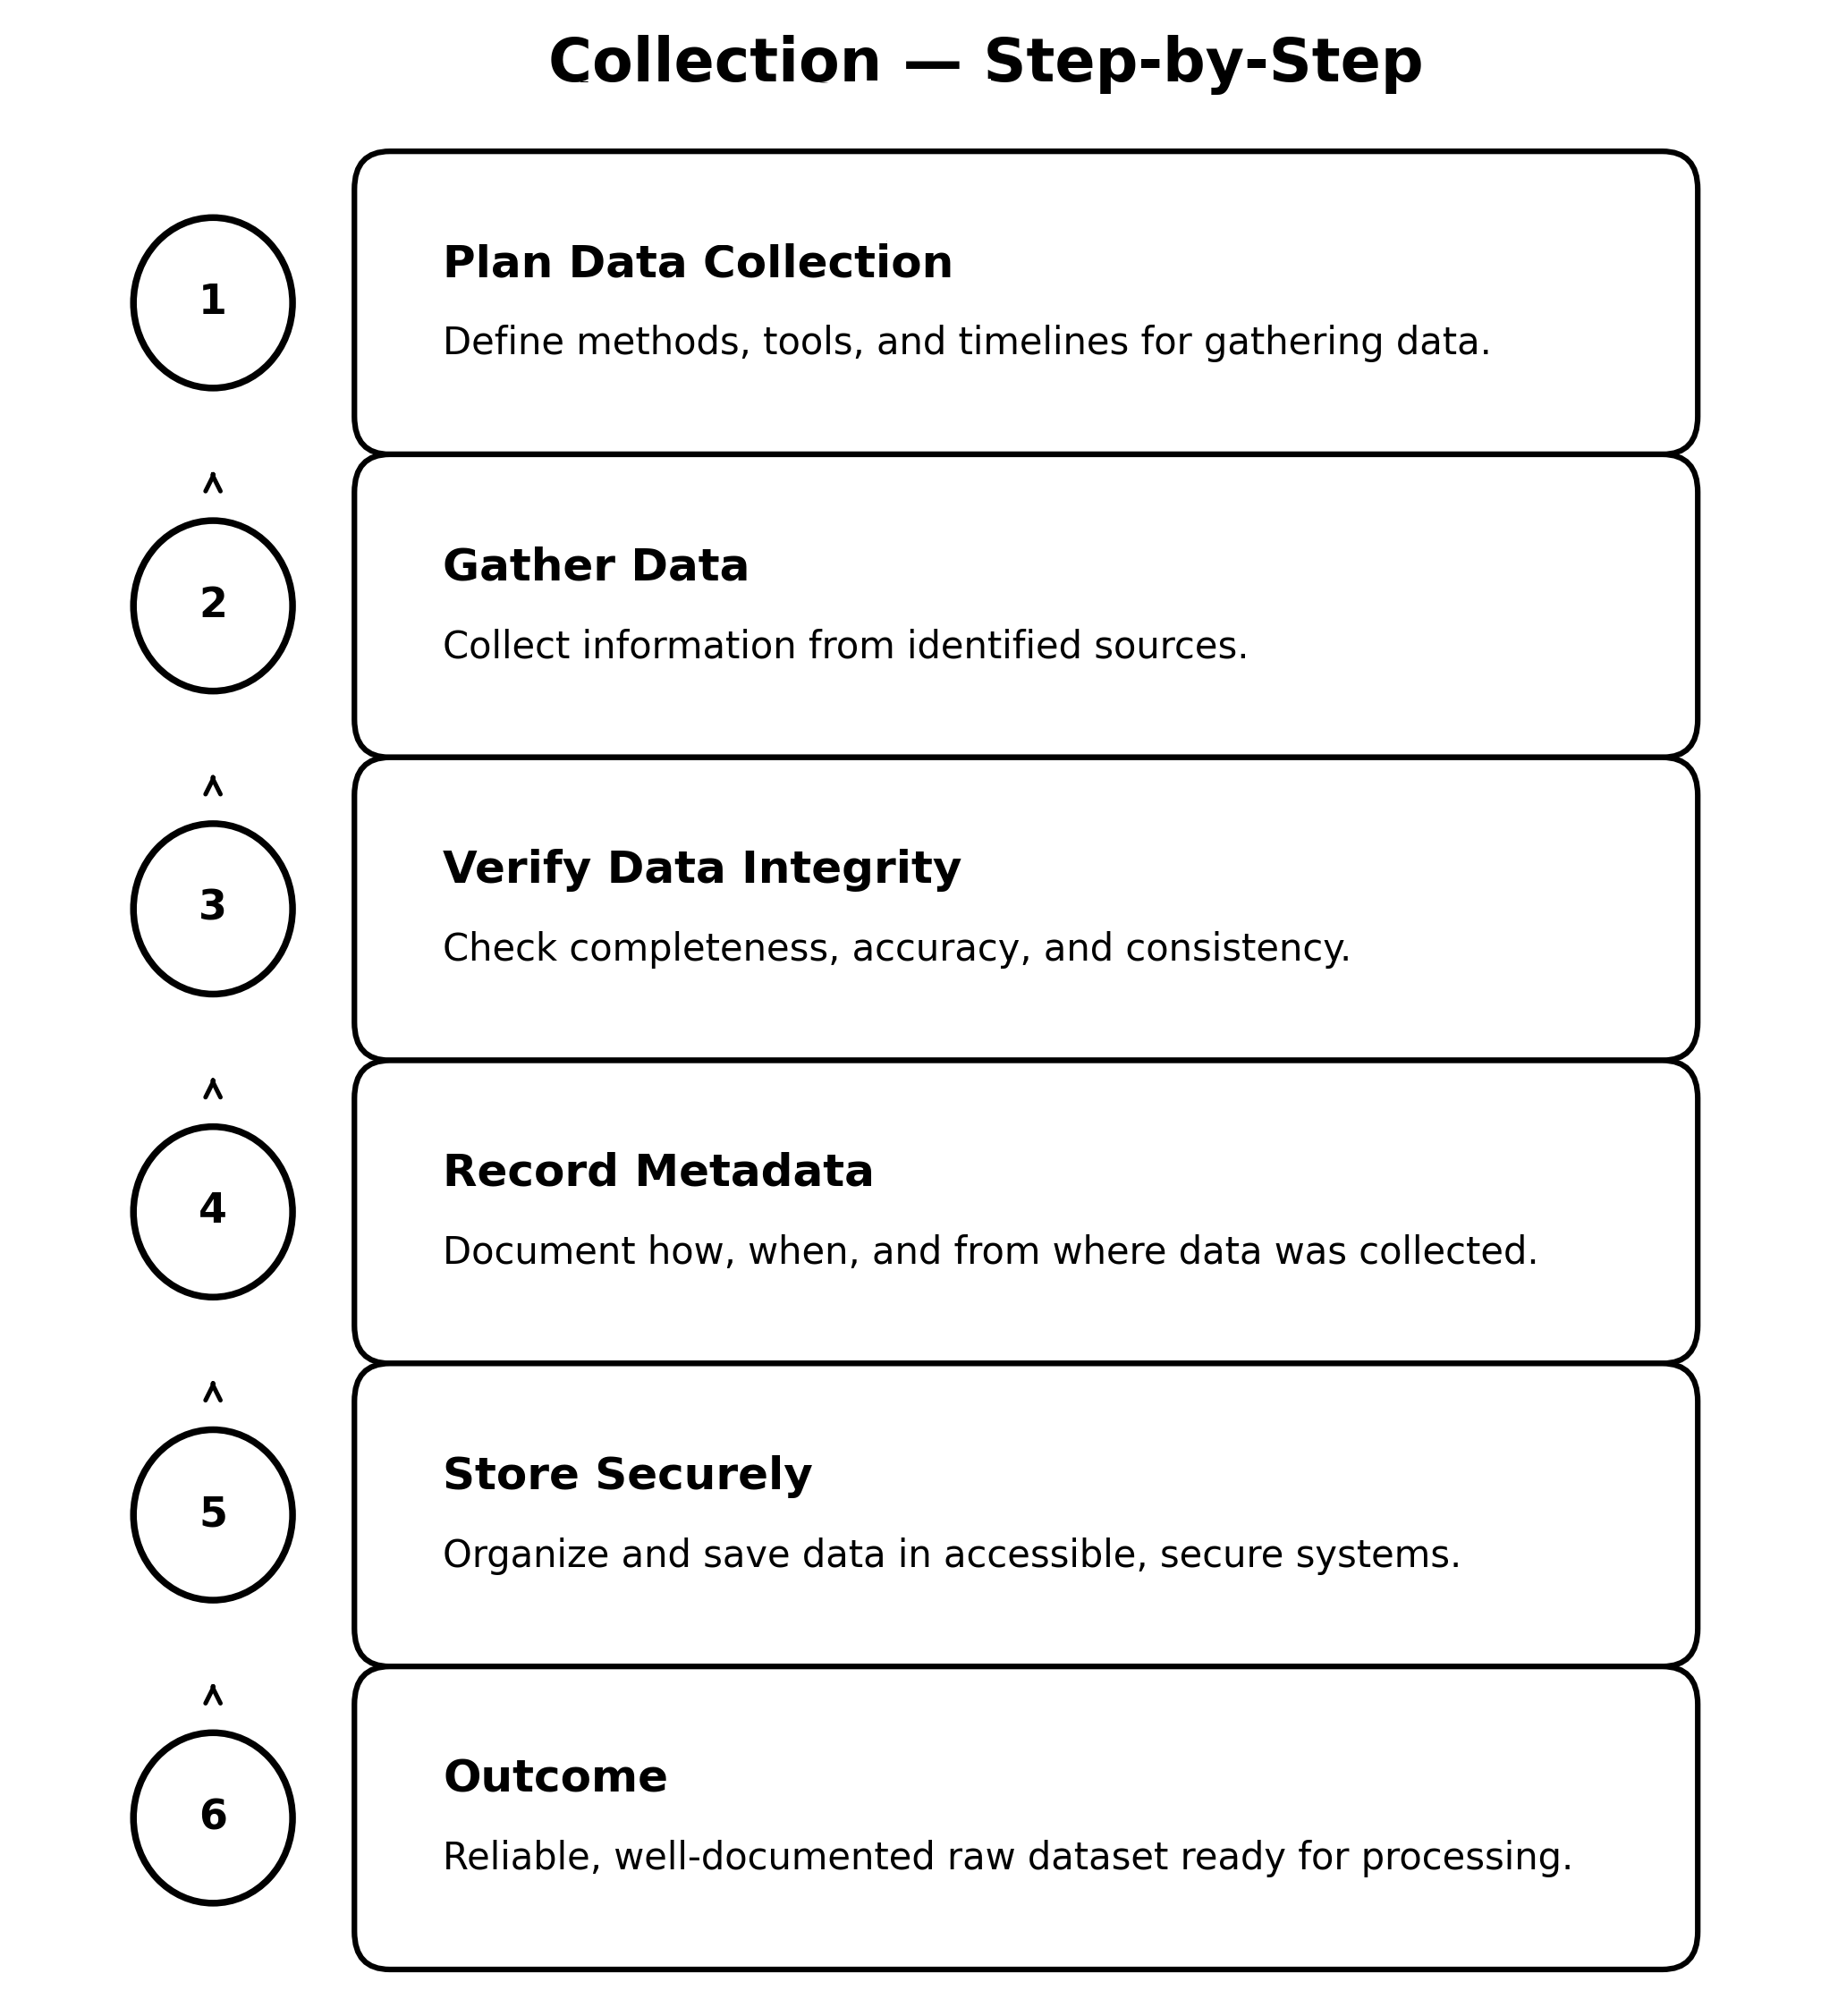 Collection — Step-by-Step
1
Plan Data Collection
Define methods, tools, and timelines for gathering data.
2
Gather Data
Collect information from identified sources.
3
Verify Data Integrity
Check completeness, accuracy, and consistency.
4
Record Metadata
Document how, when, and from where data was collected.
5
Store Securely
Organize and save data in accessible, secure systems.
6
Outcome
Reliable, well-documented raw dataset ready for processing.